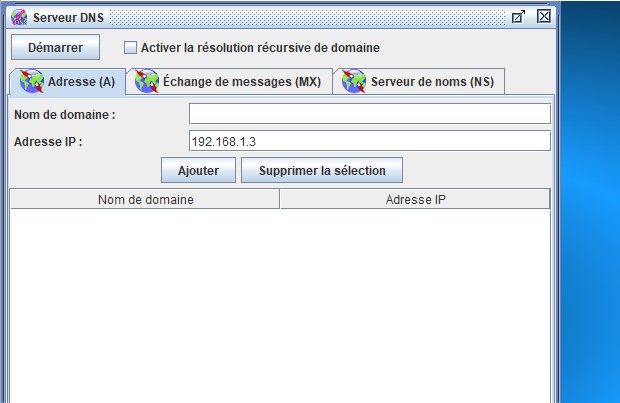 Serveur DNS
Démarrer Activer la résolution récursive de domaine
Adresse (A) Échange de messages (MX) Serveur de noms (NS)
Nom de domaine :
Adresse IP : 192.168.1.3
Ajouter Supprimer la sélection
Nom de domaine Adresse IP